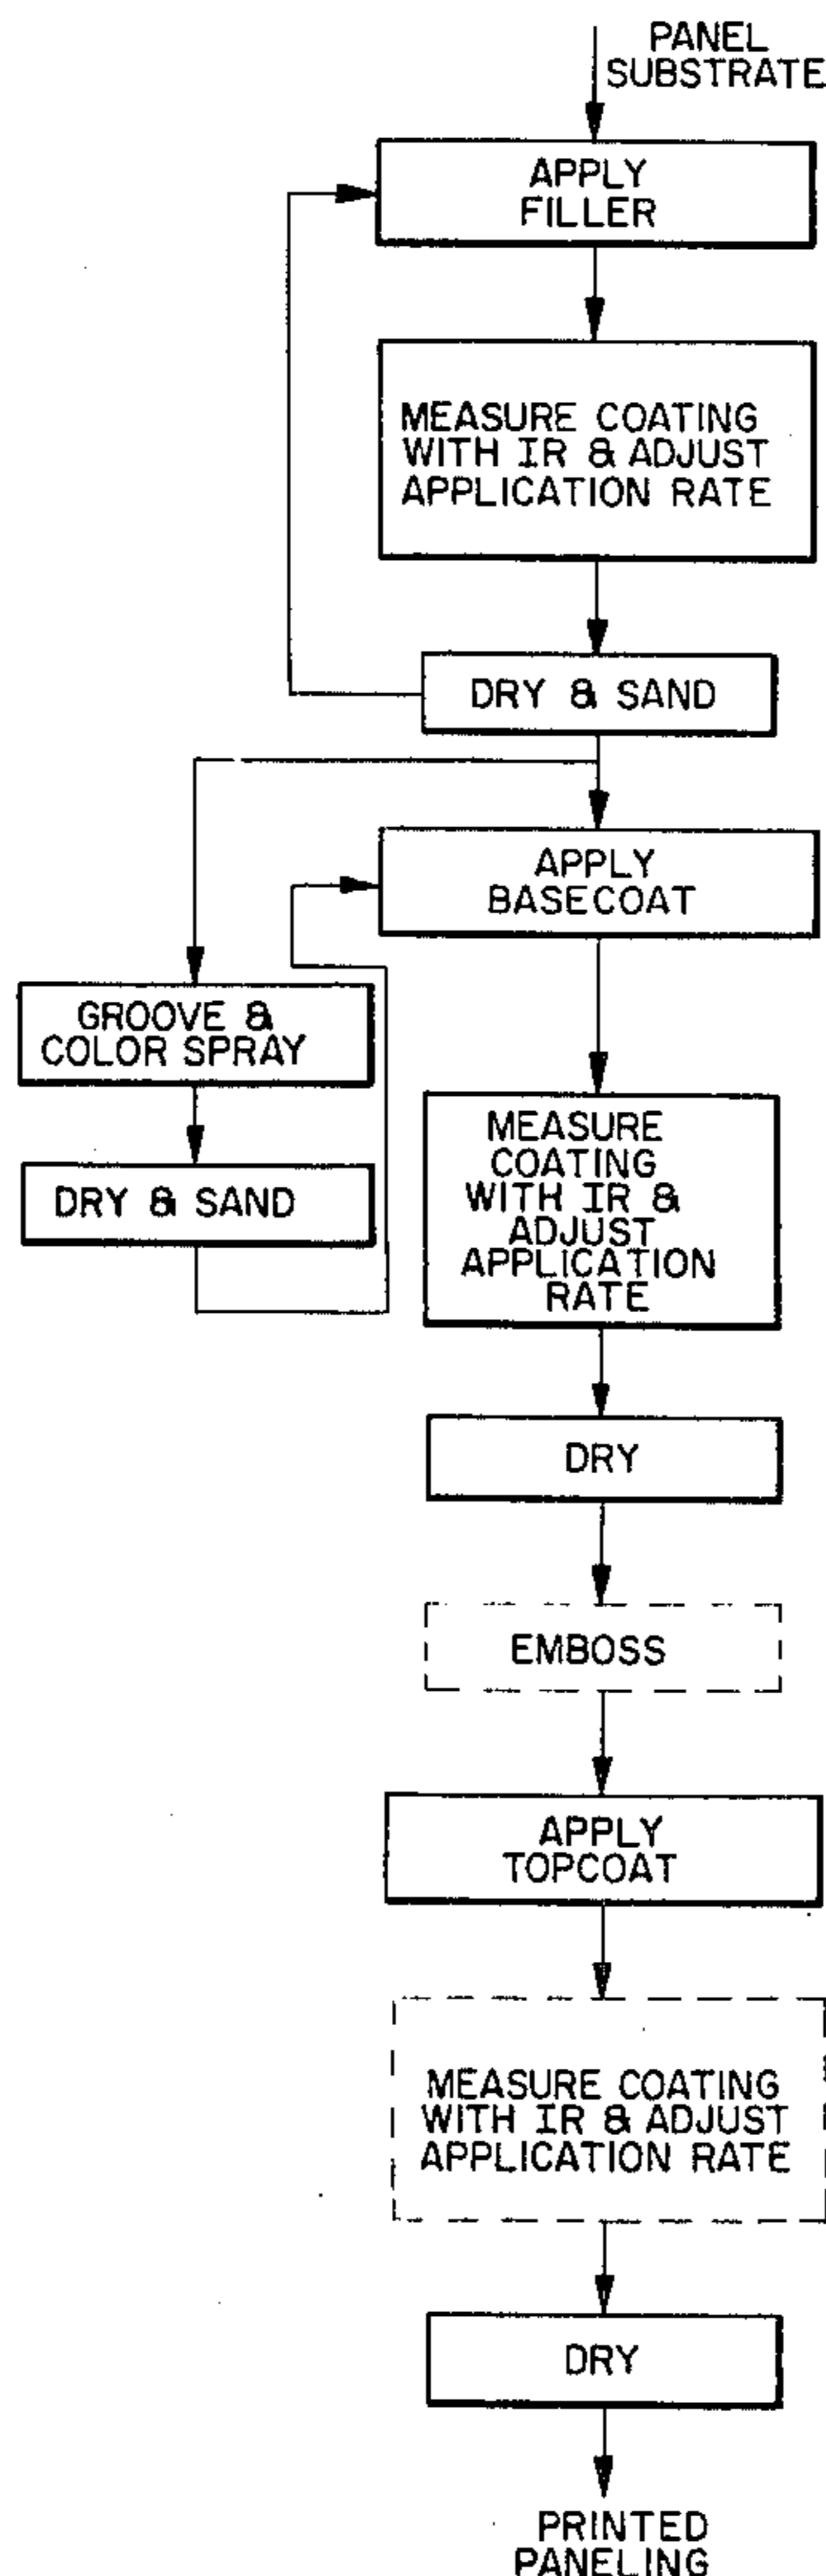 PANEL
SUBSTRATE
APPLY
FILLER
MEASURE COATING
WITH IR & ADJUST
APPLICATION RATE
DRY & SAND
APPLY
BASECOAT
GROOVE &
COLOR SPRAY
DRY & SAND
MEASURE
COATING
WITH IR &
ADJUST
APPLICATION
RATE
DRY
EMBOSS
APPLY
TOPCOAT
MEASURE COATING
WITH IR & ADJUST
APPLICATION RATE
DRY
PRINTED
PANELING